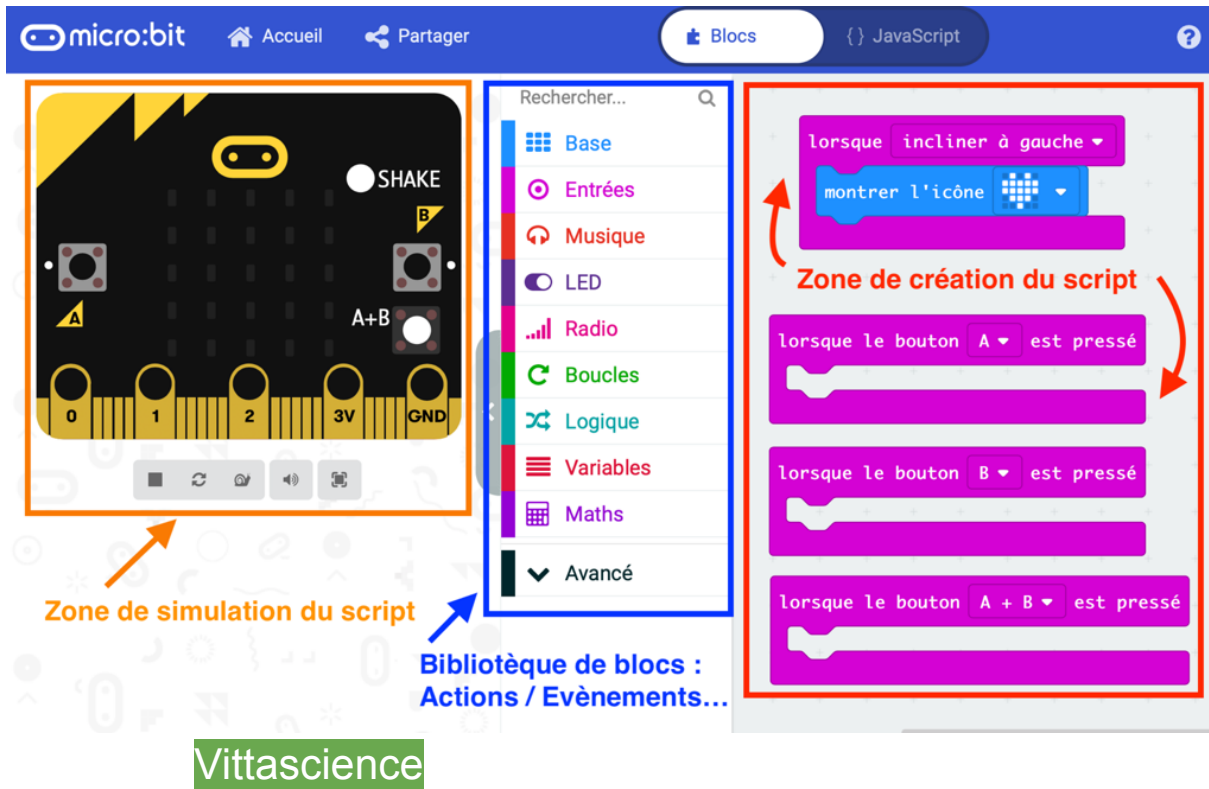 micro:bit Accueil Partager Blocs { } JavaScript ?
SHAKE
B
A
A+B
0 1 2 3V GND
Zone de simulation du script
Rechercher...
Base
Entrées
Musique
LED
Radio
Boucles
Logique
Variables
Maths
Avancé
Bibliotèque de blocs :
Actions / Evènements...
lorsque incliner à gauche
montrer l'icône
Zone de création du script
lorsque le bouton A est pressé
lorsque le bouton B est pressé
lorsque le bouton A + B est pressé
Vittascience